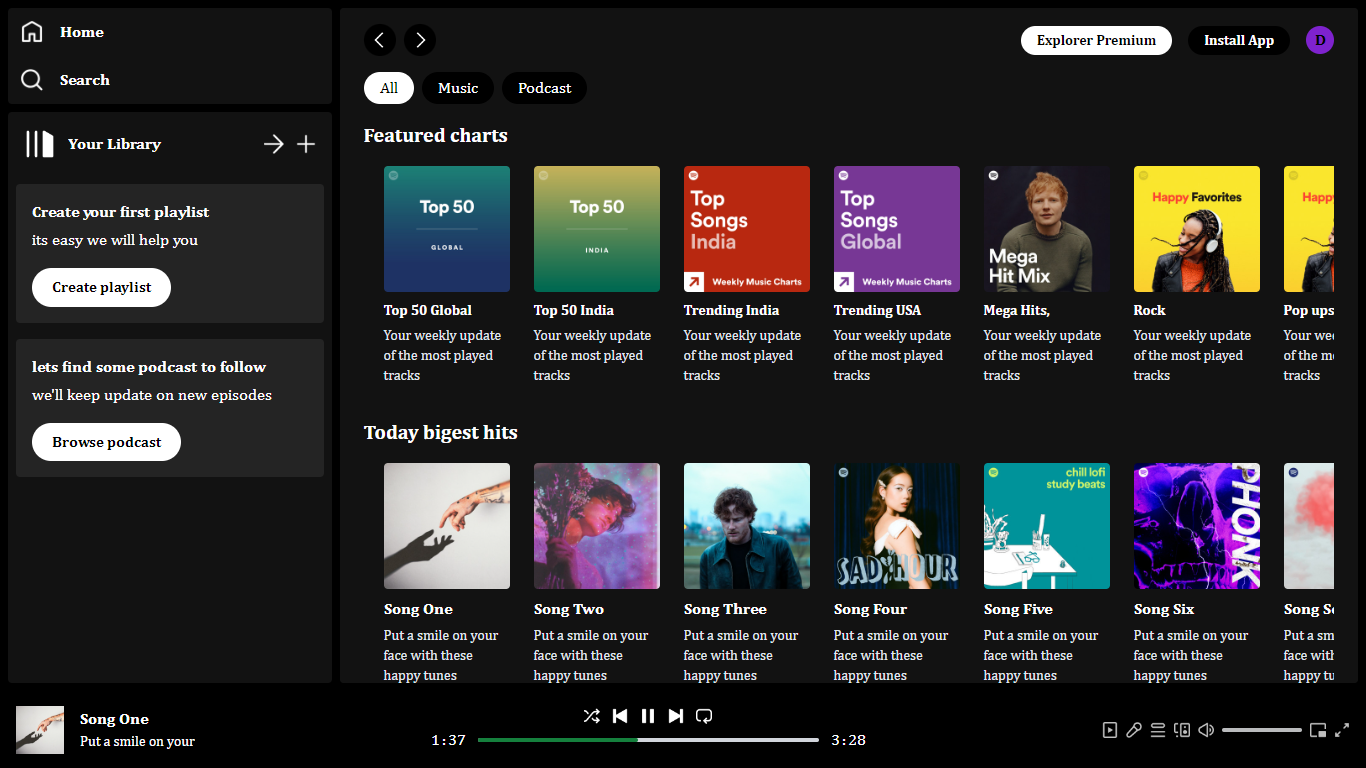 Home
Search
Your Library
Create your first playlist
its easy we will help you
Create playlist
lets find some podcast to follow
we'll keep update on new episodes
Browse podcast
Explorer Premium
Install App
D
All
Music
Podcast
Featured charts
Top 50
GLOBAL
Top 50
INDIA
Top
Songs
India
Weekly Music Charts
Top
Songs
Global
Weekly Music Charts
Mega
Hit Mix
Happy Favorites
Happy
Top 50 Global
Your weekly update
of the most played
tracks
Top 50 India
Your weekly update
of the most played
tracks
Trending India
Your weekly update
of the most played
tracks
Trending USA
Your weekly update
of the most played
tracks
Mega Hits,
Your weekly update
of the most played
tracks
Rock
Your weekly update
of the most played
tracks
Pop ups
Your we
of the m
tracks
Today bigest hits
SAD HOUR
chill lofi
study beats
PHONK
Song One
Put a smile on your
face with these
happy tunes
Song Two
Put a smile on your
face with these
happy tunes
Song Three
Put a smile on your
face with these
happy tunes
Song Four
Put a smile on your
face with these
happy tunes
Song Five
Put a smile on your
face with these
happy tunes
Song Six
Put a smile on your
face with these
happy tunes
Song Se
Put a sm
face with
happy tu
Song One
Put a smile on your
1:37
3:28